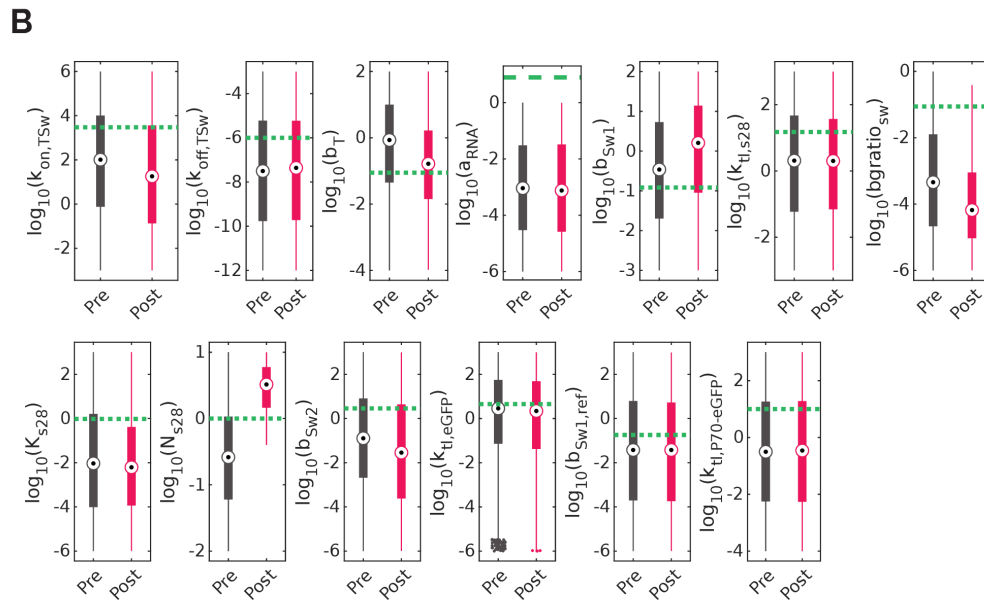 B
log10(kon,TSw)
6
4
2
0
-2
Pre
Post
log10(koff,TSw)
-4
-6
-8
-10
-12
Pre
Post
log10(bT)
2
0
-2
-4
Pre
Post
log10(aRNA)
0
-2
-4
-6
Pre
Post
log10(bSw1)
2
1
0
-1
-2
-3
Pre
Post
log10(ktl,s28)
2
0
-2
Pre
Post
log10(bgratiosw)
0
-2
-4
-6
Pre
Post
log10(Ks28)
2
0
-2
-4
-6
Pre
Post
log10(Ns28)
1
0
-1
-2
Pre
Post
log10(bSw2)
2
0
-2
-4
-6
Pre
Post
log10(ktl,eGFP)
2
0
-2
-4
-6
Pre
Post
log10(bSw1,ref)
2
0
-2
-4
-6
Pre
Post
log10(ktl,P70-eGFP)
2
0
-2
-4
Pre
Post